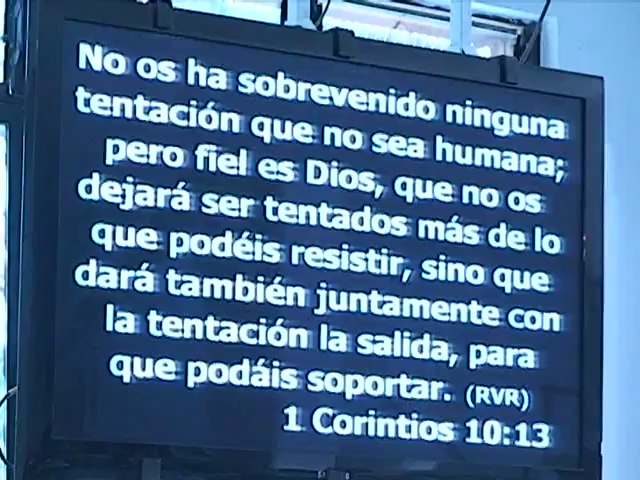 No os ha sobrevenido ninguna
tentación que no sea humana;
pero fiel es Dios, que no os
dejará ser tentados más de lo
que podéis resistir, sino que
dará también juntamente con
la tentación la salida, para
que podáis soportar. (RVR)
1 Corintios 10:13